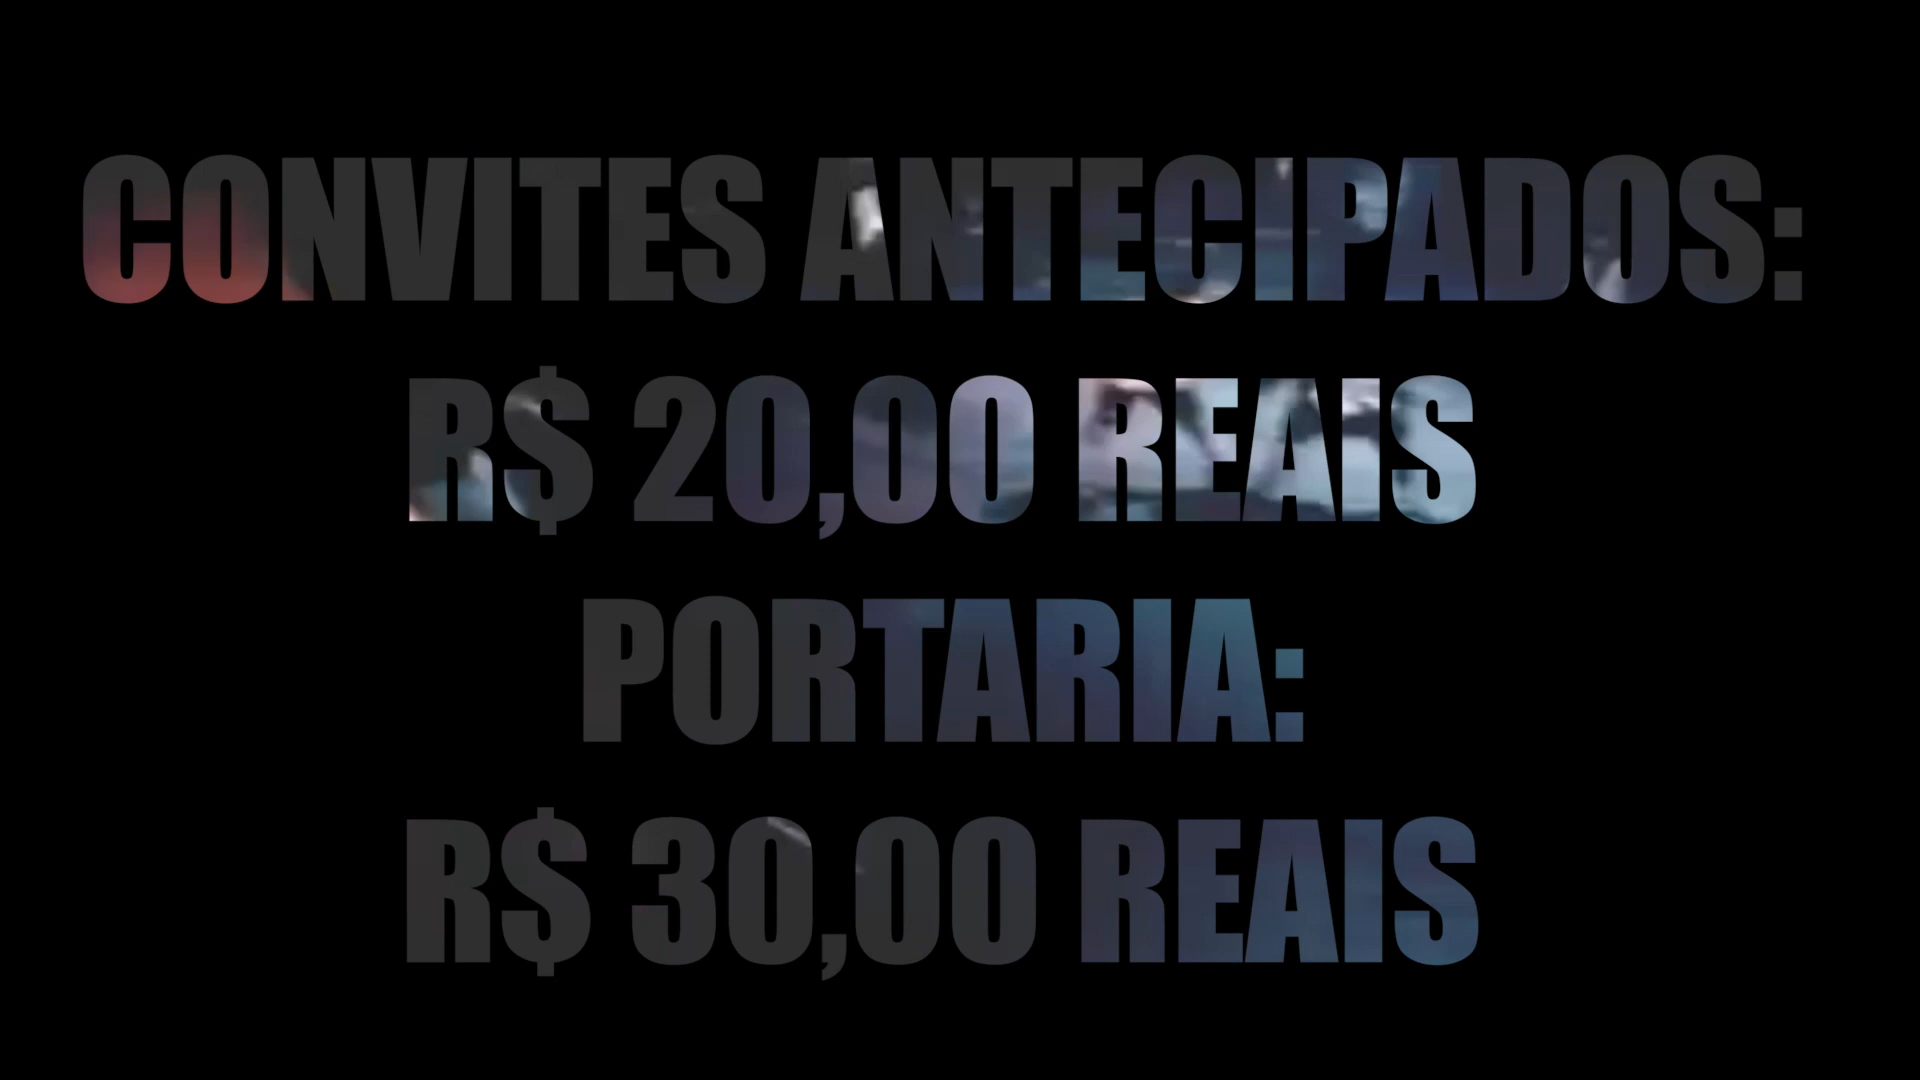 CONVITES ANTECIPADOS:
R$ 20,00 REAIS
PORTARIA:
R$ 30,00 REAIS